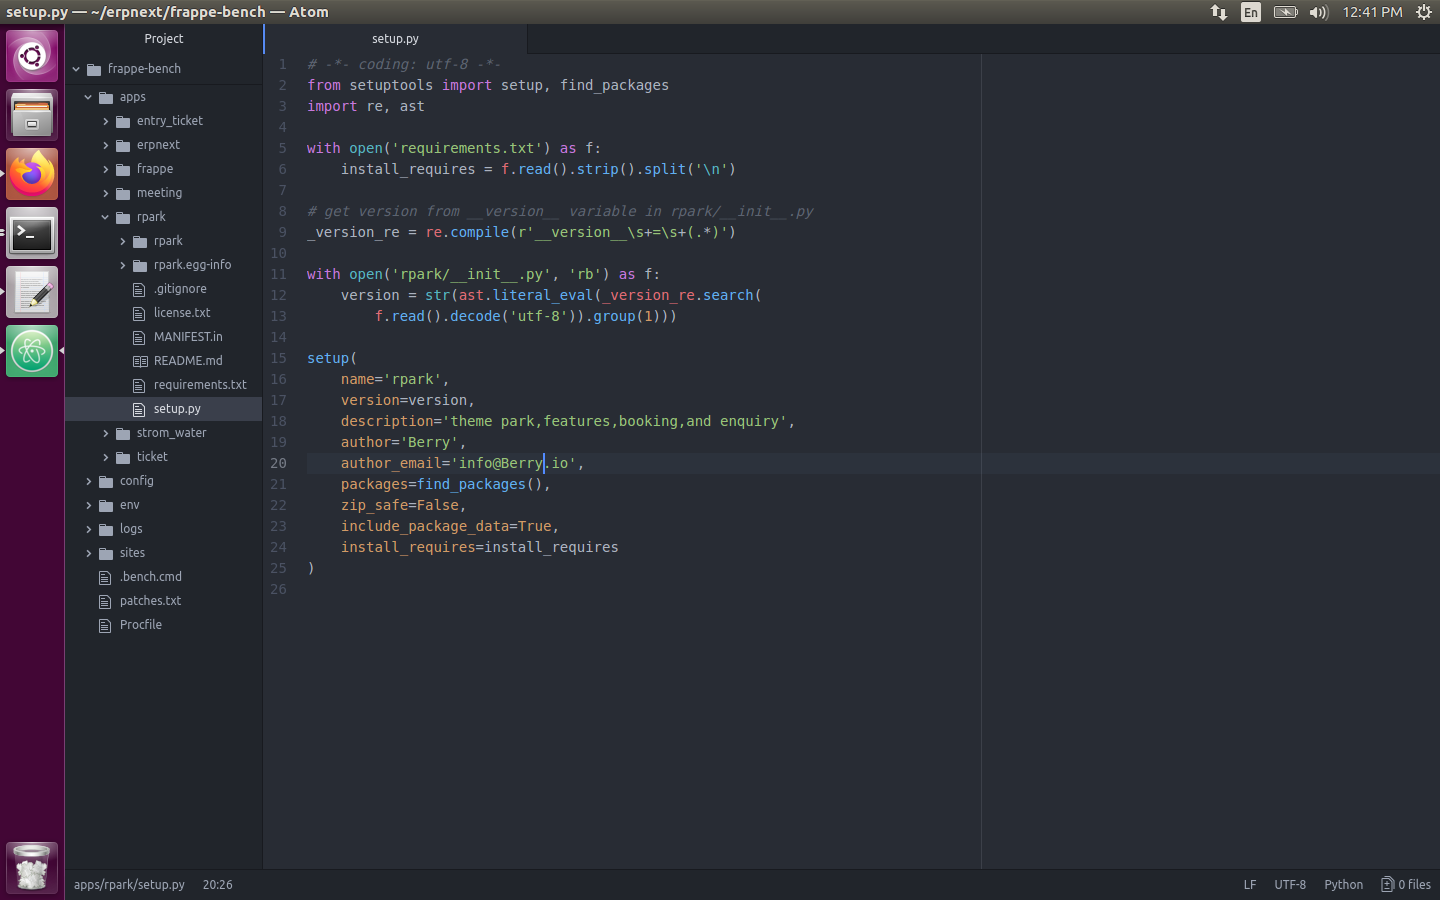 setup.py — ~/erpnext/frappe-bench — Atom
En
12:41 PM
Project
frappe-bench
apps
entry_ticket
erpnext
frappe
meeting
rpark
rpark
rpark.egg-info
.gitignore
license.txt
MANIFEST.in
README.md
requirements.txt
setup.py
strom_water
ticket
config
env
logs
sites
.bench.cmd
patches.txt
Procfile
setup.py
1 # -*- coding: utf-8 -*-
2 from setuptools import setup, find_packages
3 import re, ast
4
5 with open('requirements.txt') as f:
6     install_requires = f.read().strip().split('\n')
7
8 # get version from __version__ variable in rpark/__init__.py
9 _version_re = re.compile(r'__version__\s+=\s+(.*)')
10
11 with open('rpark/__init__.py', 'rb') as f:
12     version = str(ast.literal_eval(_version_re.search(
13         f.read().decode('utf-8')).group(1)))
14
15 setup(
16     name='rpark',
17     version=version,
18     description='theme park,features,booking,and enquiry',
19     author='Berry',
20     author_email='info@Berry.io',
21     packages=find_packages(),
22     zip_safe=False,
23     include_package_data=True,
24     install_requires=install_requires
25 )
26
apps/rpark/setup.py 20:26
LF UTF-8 Python 0 files